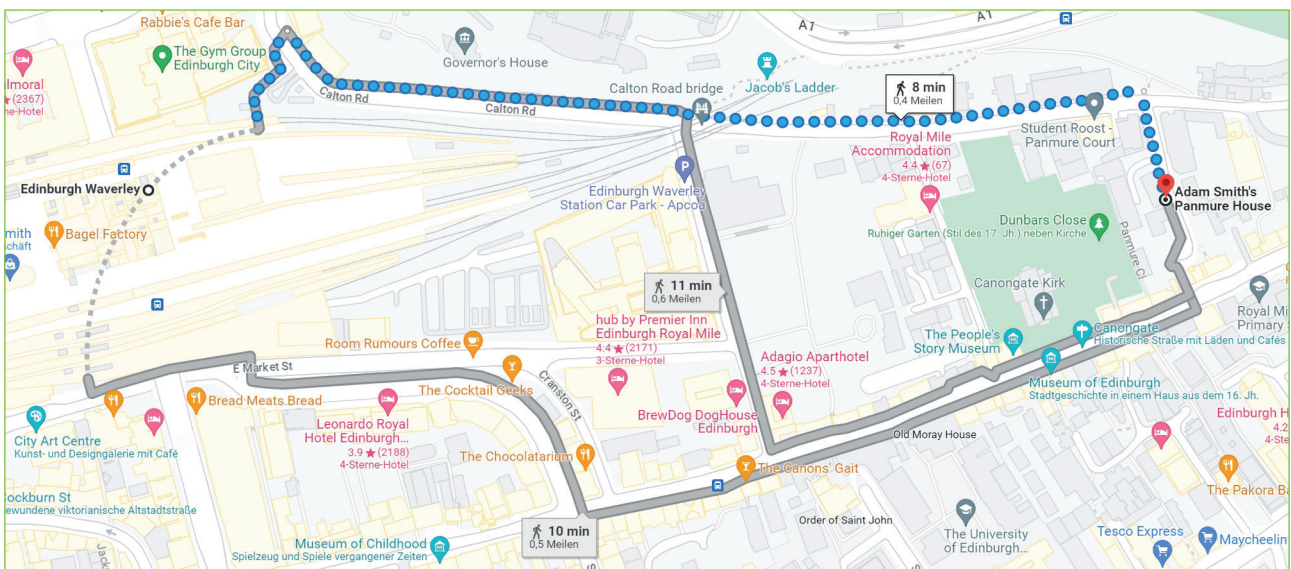 Rabbie's Cafe Bar
The Gym Group
Edinburgh City
almoral
(2367)
erne-Hotel
Governor's House
A1
A1
Calton Rd
Calton Rd
Calton Road bridge
Jacob's Ladder
8 min
0,4 Meilen
Student Roost -
Panmure Court
Royal Mile
Accommodation
4.4 ★ (67)
4-Sterne-Hotel
Edinburgh Waverley
Bagel Factory
mith
chäft
P
Edinburgh Waverley
Station Car Park - Apcoa
Adam Smith's
Panmure House
Dunbars Close
Ruhiger Garten (Stil des 17. Jh.) neben Kirche
Panmure Cl
Canongate Kirk
11 min
0,6 Meilen
hub by Premier Inn
Edinburgh Royal Mile
4.4 ★ (2171)
3-Sterne-Hotel
Room Rumours Coffee
The People's
Story Museum
Canongate
Historische Straße mit Läden und Cafés
Royal Mi
Primary
Adagio Aparthotel
4.5 ★ (1237)
4-Sterne-Hotel
Museum of Edinburgh
Stadtgeschichte in einem Haus aus dem 16. Jh.
E Market St
The Cocktail Geeks
Cranston St
Bread Meats Bread
Leonardo Royal
Hotel Edinburgh...
3.9 ★ (2188)
4-Sterne-Hotel
BrewDog DogHouse
Edinburgh
Edinburgh H
4.2
4-Ste
City Art Centre
Kunst- und Designgalerie mit Café
Old Moray House
The Chocolatarium
The Canons' Gait
The Pakora Ba
Cockburn St
ewundene viktorianische Altstadtstraße
Order of Saint John
10 min
0,5 Meilen
The University
of Edinburgh...
Tesco Express
Maycheelin
Museum of Childhood
Spielzeug und Spiele vergangener Zeiten
Jack